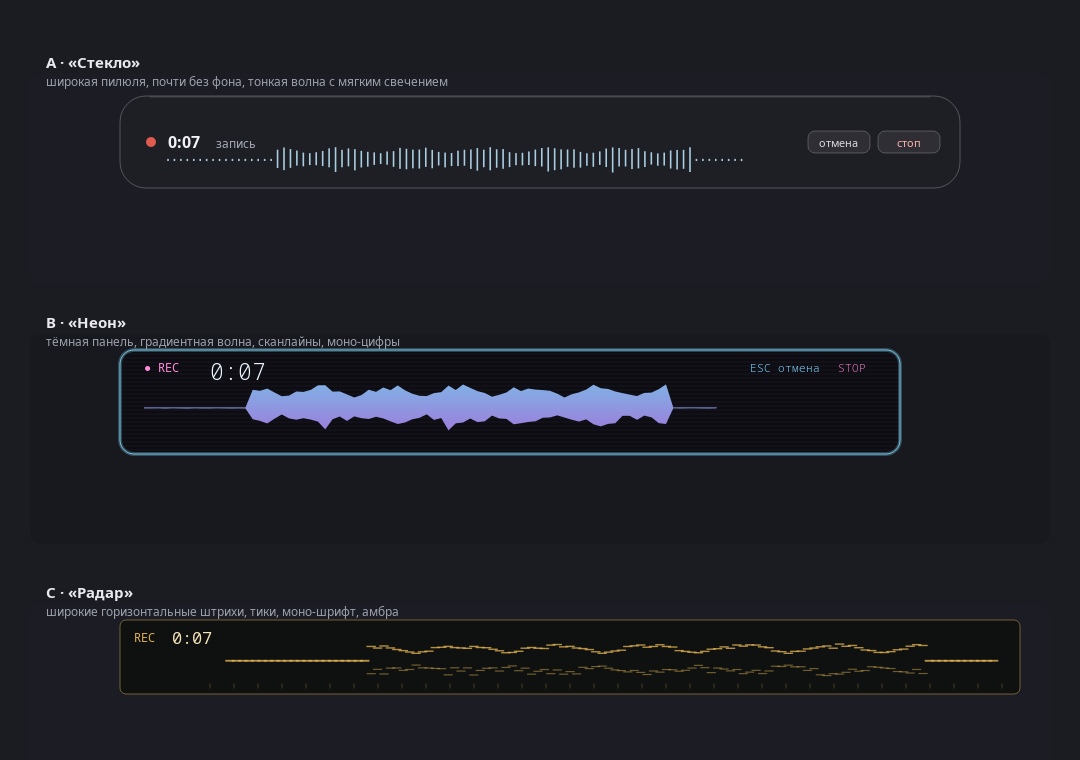 A · «Стекло»
широкая пилюля, почти без фона, тонкая волна с мягким свечением
0:07 запись отмена стоп
B · «Неон»
тёмная панель, градиентная волна, сканлайны, моно-цифры
● REC 0:07 ESC отмена STOP
C · «Радар»
широкие горизонтальные штрихи, тики, моно-шрифт, амбра
REC 0:07